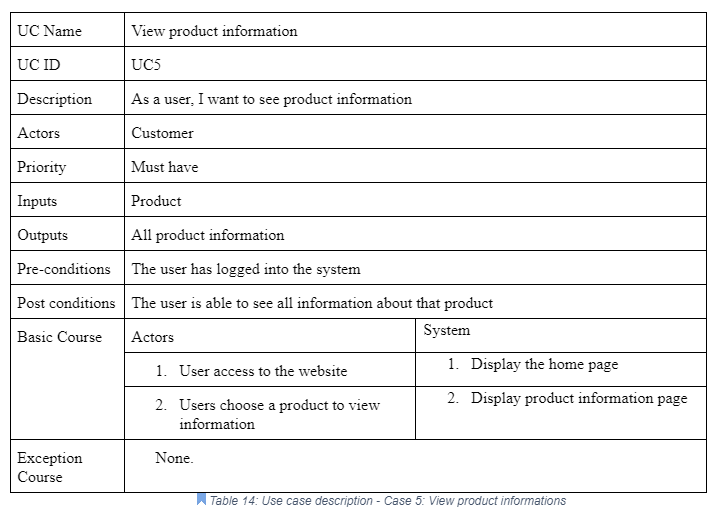 UC Name View product information
UC ID UC5
Description As a user, I want to see product information
Actors Customer
Priority Must have
Inputs Product
Outputs All product information
Pre-conditions The user has logged into the system
Post conditions The user is able to see all information about that product
Basic Course Actors System
1. User access to the website 1. Display the home page
2. Users choose a product to view 2. Display product information page
information
Exception None.
Course
Table 14: Use case description - Case 5: View product informations